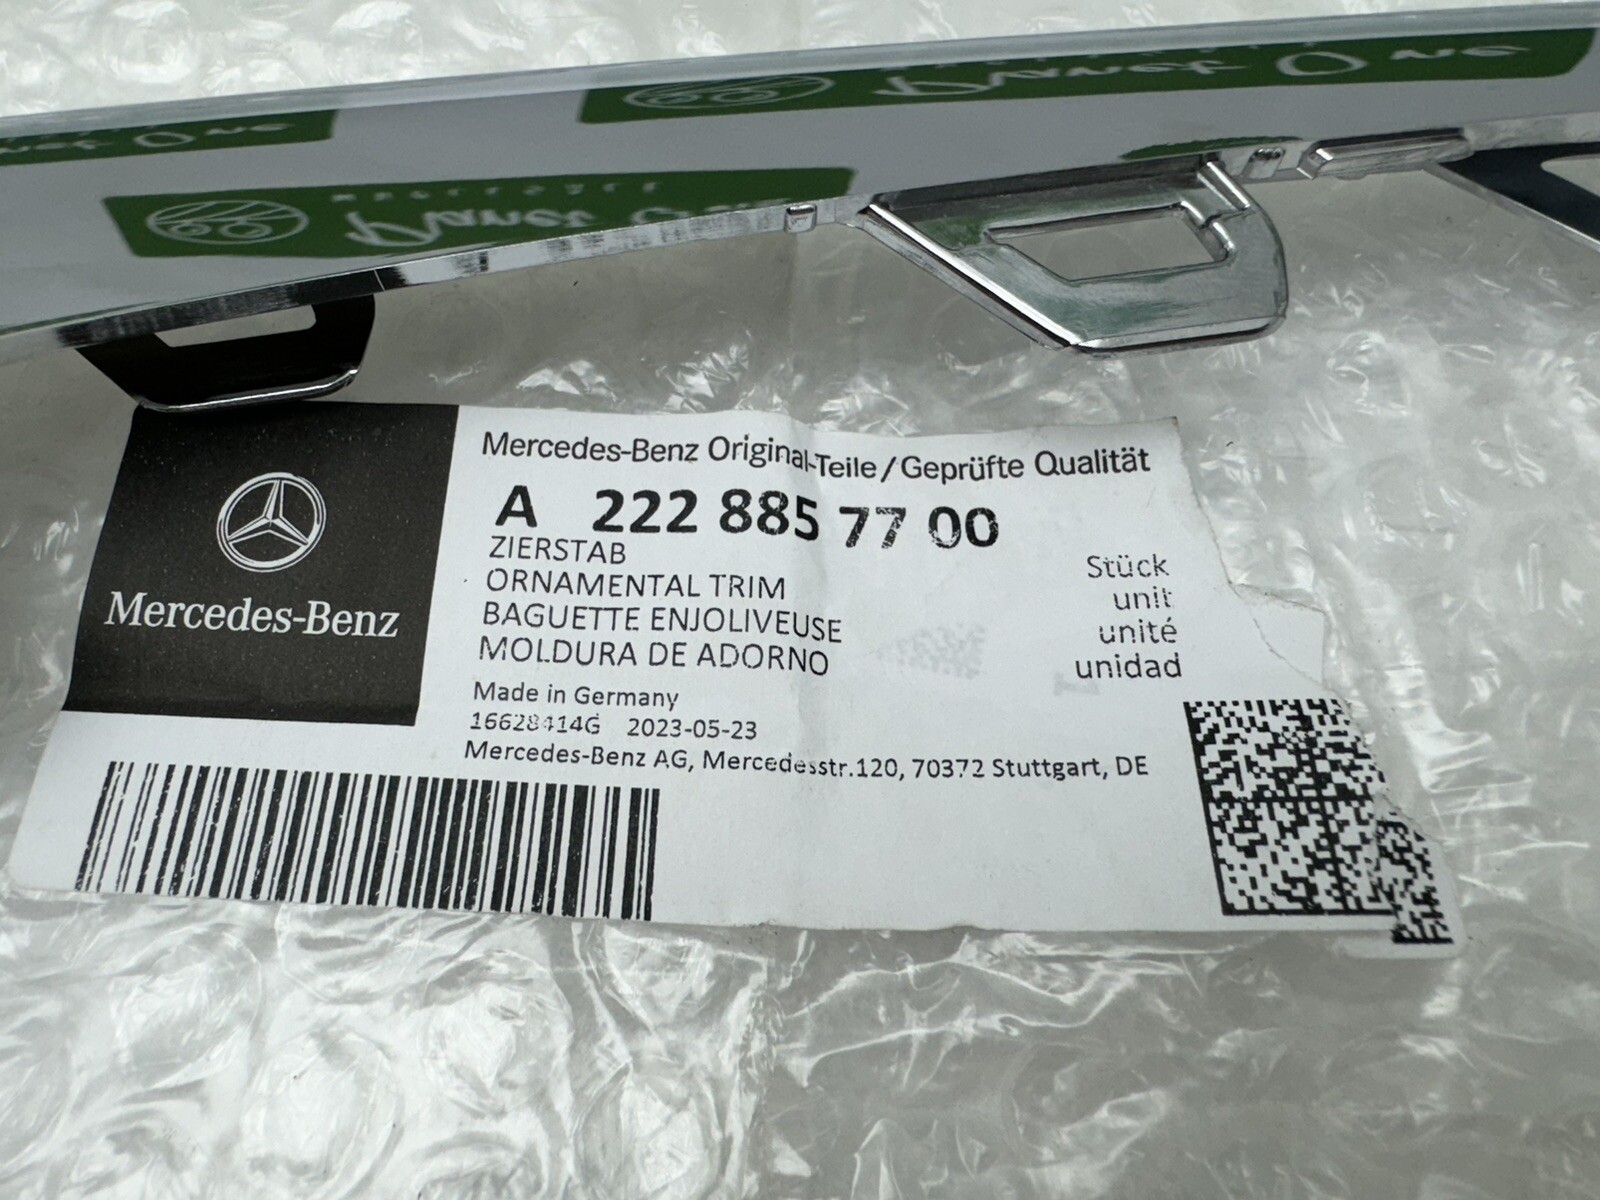 Mercedes-Benz
Mercedes-Benz Original-Teile/Geprüfte Qualität
A 222 885 77 00
ZIERSTAB
ORNAMENTAL TRIM
BAGUETTE ENJOLIVEUSE
MOLDURA DE ADORNO
Stück
unit
unité
unidad
Made in Germany
16628414G 2023-05-23
Mercedes-Benz AG, Mercedesstr.120, 70372 Stuttgart, DE